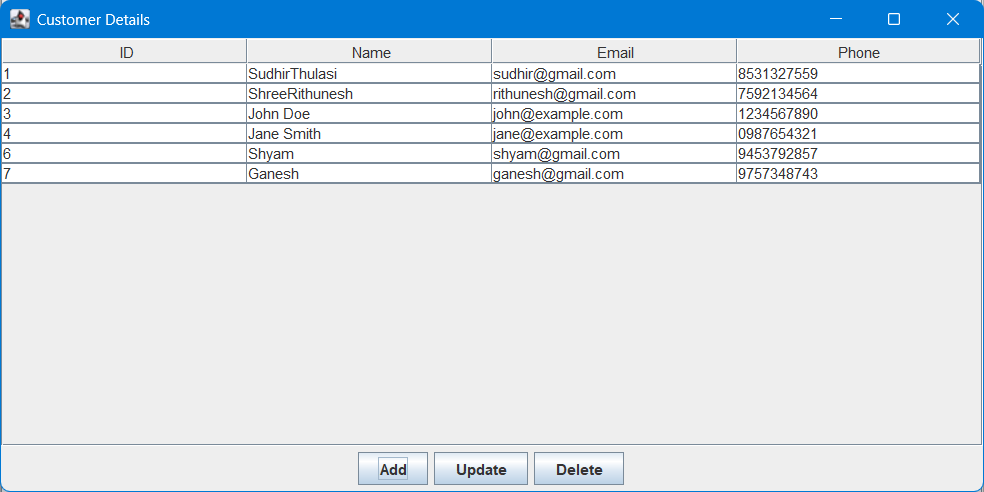 Customer Details
ID Name Email Phone
1 SudhirThulasi sudhir@gmail.com 8531327559
2 ShreeRithunesh rithunesh@gmail.com 7592134564
3 John Doe john@example.com 1234567890
4 Jane Smith jane@example.com 0987654321
6 Shyam shyam@gmail.com 9453792857
7 Ganesh ganesh@gmail.com 9757348743
Add Update Delete